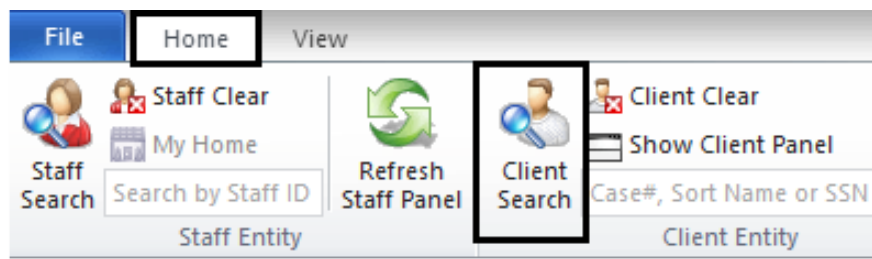 File Home View
Staff Clear
My Home
Staff Search
Search by Staff ID
Refresh Staff Panel
Staff Entity
Client Search
Client Clear
Show Client Panel
Case#, Sort Name or SSN
Client Entity